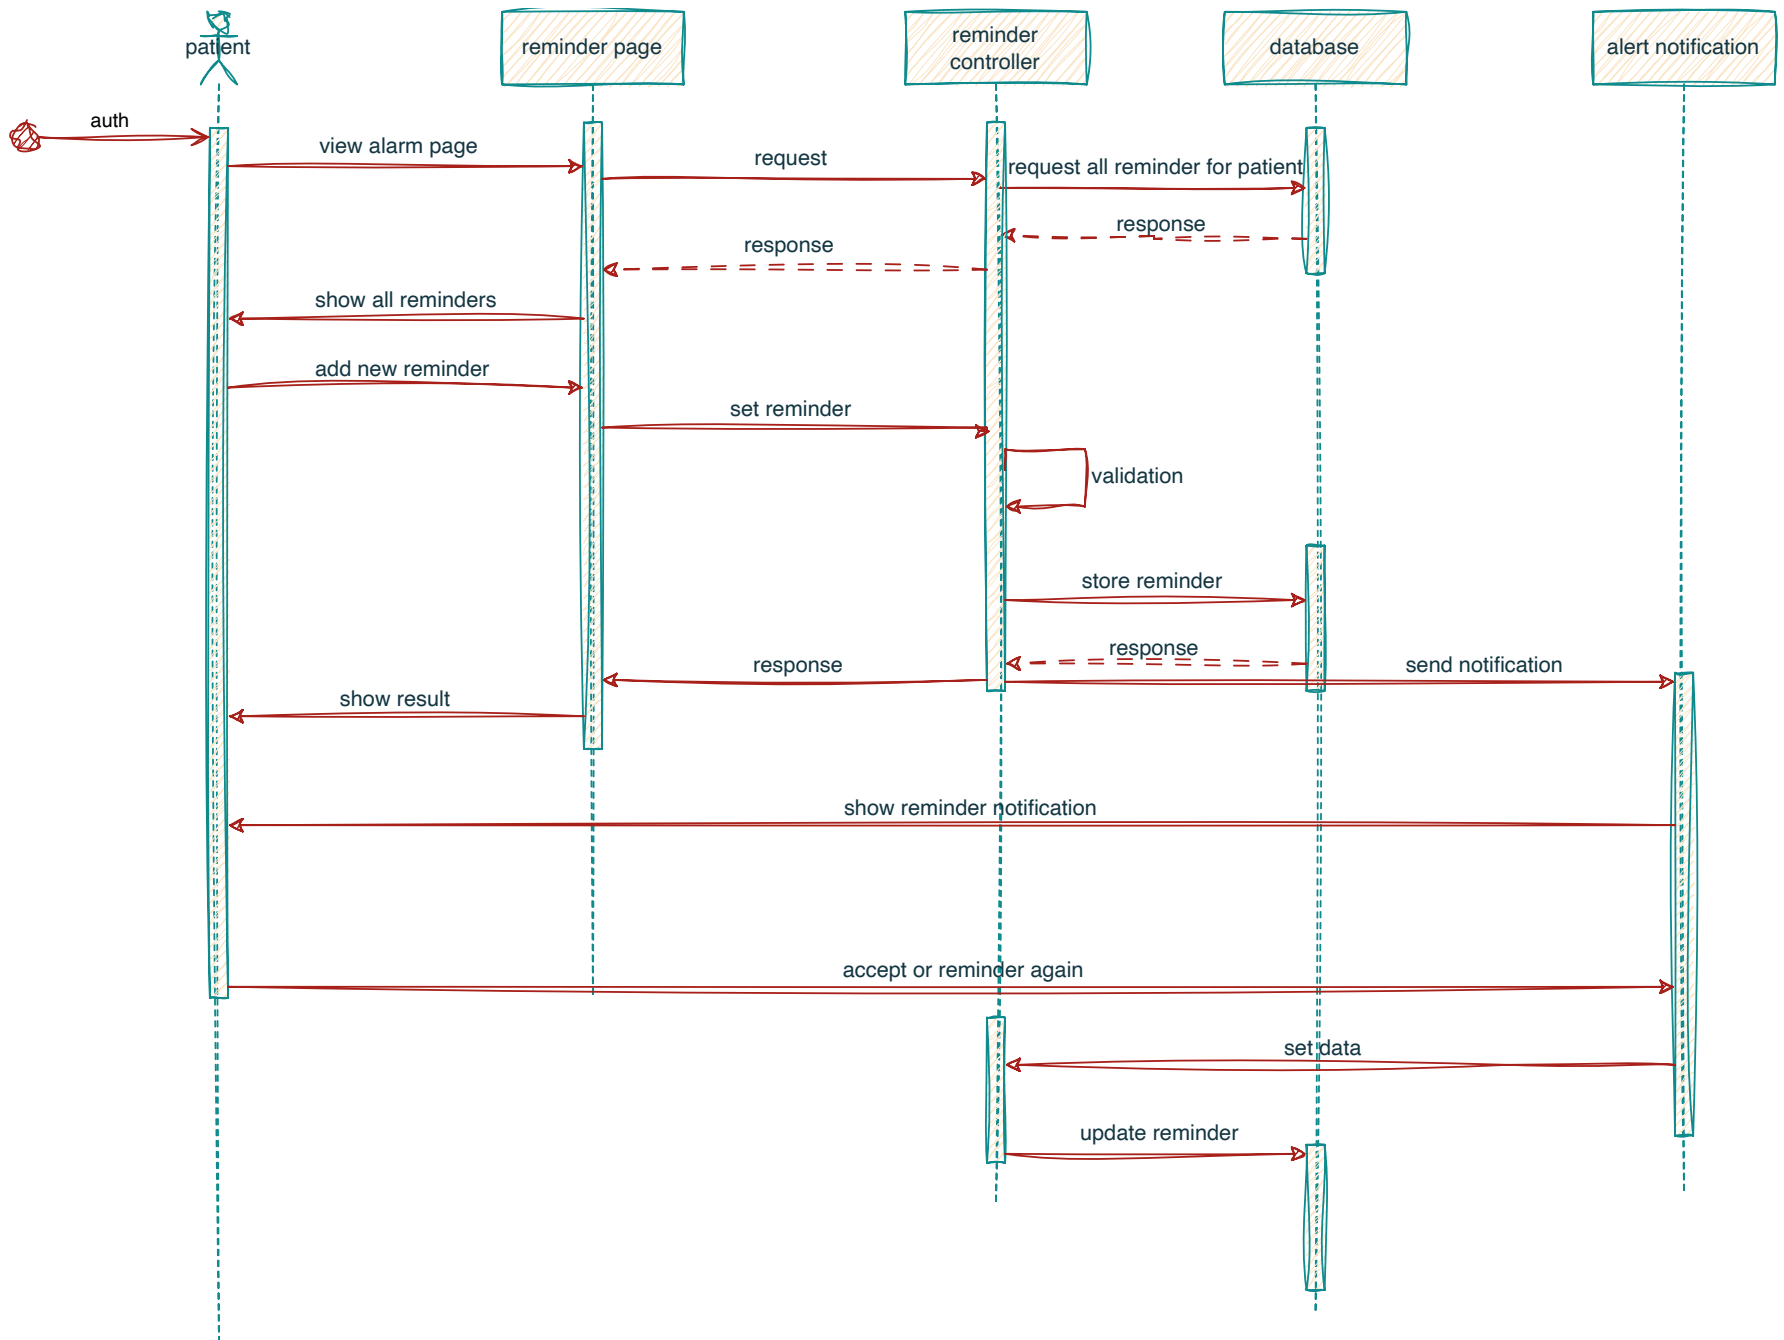 patient
reminder page
reminder
controller
database
alert notification
auth
view alarm page
request
request all reminder for patient
response
response
show all reminders
add new reminder
set reminder
validation
store reminder
response
response
send notification
show result
show reminder notification
accept or reminder again
set data
update reminder